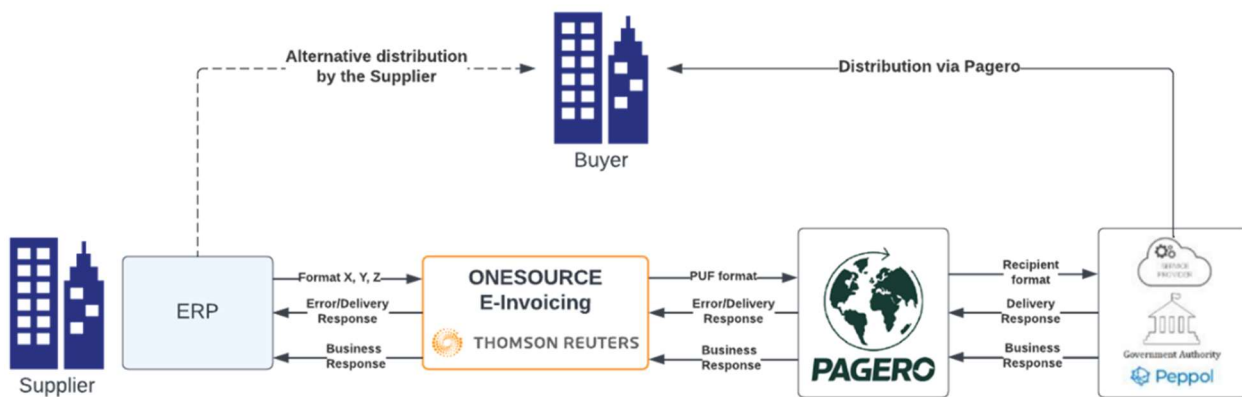 Alternative distribution
by the Supplier
Distribution via Pagero
Buyer
Supplier
ERP
Format X, Y, Z
Error/Delivery
Response
Business
Response
ONESOURCE
E-Invoicing
THOMSON REUTERS
PUF format
Error/Delivery
Response
Business
Response
PAGERO
Recipient
format
Delivery
Response
Business
Response
SERVICE
PROVIDER
Government Authority
Peppol